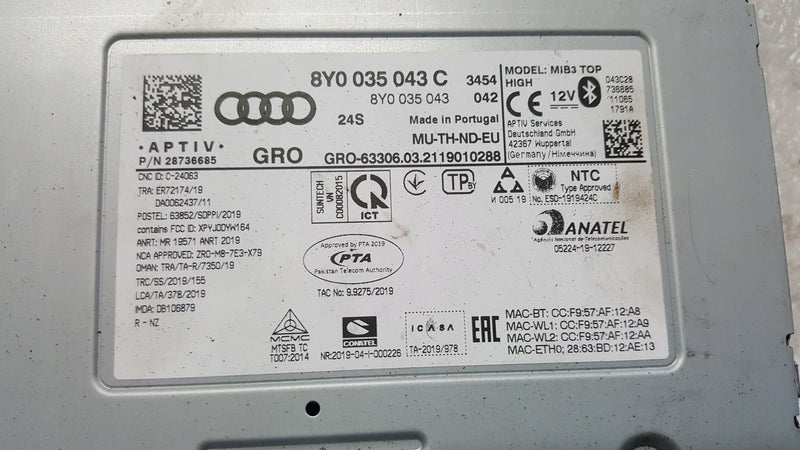 8Y0 035 043 C 3454
8Y0 035 043 042
24S Made in Portugal
MU-TH-ND-EU
GRO GRO-63306.03.2119010288
· APTIV ·
P/N 28736685
MODEL: MIB3 TOP
HIGH
CE 12V
043C28
736685
11085
1791A
APTIV Services
Deutschland GmbH
42367 Wuppertal
(Germany/Німеччина)
CNC ID: C-24063
TRA: ER72174/19
DA0062437/11
POSTEL: 63852/SDPPI/2019
contains FCC ID: XPYJODYW164
ANRT: MR 19571 ANRT 2019
NCA APPROVED: ZRO-M8-7E3-X79
OMAN: TRA/TA-R/7350/19
TRC/SS/2019/155
LCA/TA/378/2019
IMDA: DB106879
R - NZ
SUNTECH
VN
C00082015
ICT
TP BY
И 005 19
NTC
Type Approved
No. ESD-1919424C
Approved by PTA 2019
PTA
Pakistan Telecom Authority
TAC No: 9.9275/2019
ANATEL
Agência Nacional de Telecomunicações
05224-19-12227
MCMC
MTSFB TC
T007:2014
CONATEL
NR:2019-04-I-000226
ICASA
TA-2019/978
EAC
MAC-BT: CC:F9:57:AF:12:A8
MAC-WL1: CC:F9:57:AF:12:A9
MAC-WL2: CC:F9:57:AF:12:AA
MAC-ETH0; 28:63:BD:12:AE:13